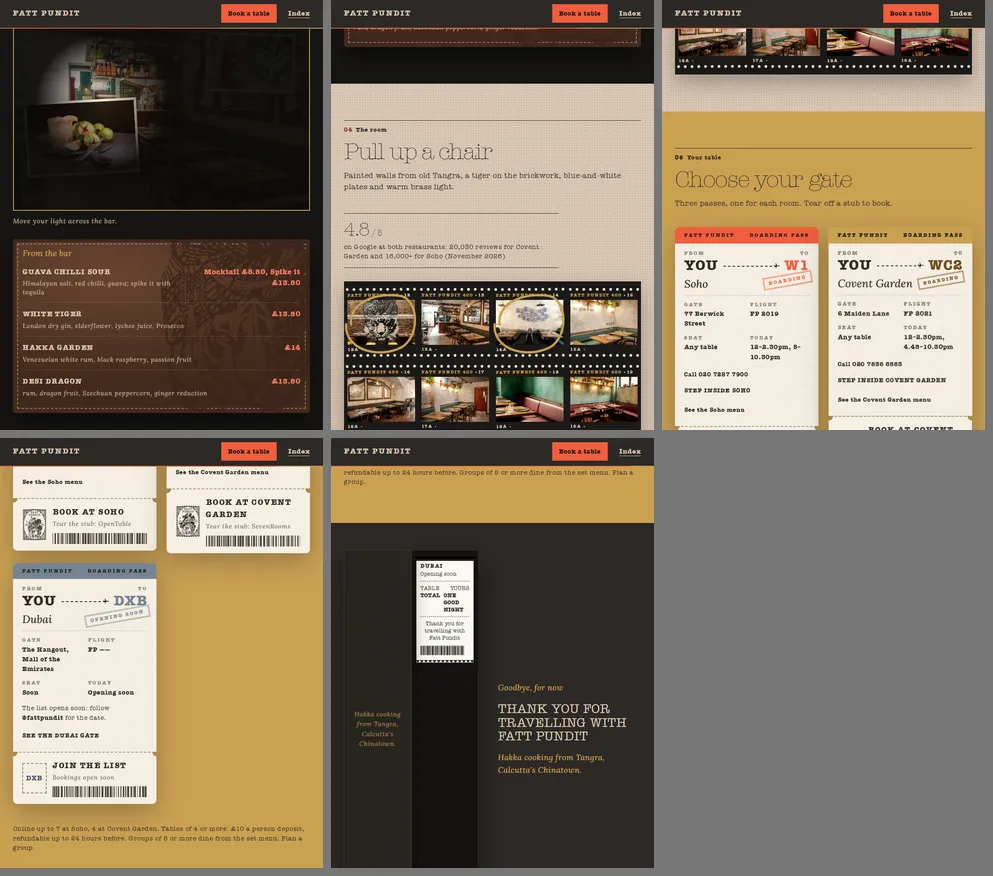 FATT PUNDIT
Book a table
Index
Move your light across the bar.
From the bar
GUAVA CHILLI SOUR
Mocktail £8.50, Spike it
£13.50
Himalayan salt, red chilli, guava; spike it with
tequila
WHITE TIGER
£13.50
London dry gin, elderflower, lychee juice, Prosecco
HAKKA GARDEN
£14
Venezuelan white rum, black raspberry, passion fruit
DESI DRAGON
£13.50
rum, dragon fruit, Szechuan peppercorn, ginger reduction
FATT PUNDIT
Book a table
Index
04 The room
Pull up a chair
Painted walls from old Tangra, a tiger on the brickwork, blue-and-white
plates and warm brass light.
4.8 / 5
on Google at both restaurants: 20,030 reviews for Covent
Garden and 16,000+ for Soho (November 2025)
FATT PUNDIT
Book a table
Index
16A
17A
18A
19A
Your table
Choose your gate
Three passes, one for each room. Tear off a stub to book.
FATT PUNDIT
BOARDING PASS
FROM
TO
YOU
W1
Soho
BOARDING
GATE
FLIGHT
77 Berwick
Street
FP 2019
SEAT
TODAY
Any table
12-2.30pm, 5-
10.30pm
Call 020 7287 7900
STEP INSIDE SOHO
See the Soho menu
FATT PUNDIT
BOARDING PASS
FROM
TO
YOU
WC2
Covent Garden
BOARDING
GATE
FLIGHT
6 Maiden Lane
FP 2021
SEAT
TODAY
Any table
12-2.30pm,
4.45-10.30pm
Call 020 7836 8883
STEP INSIDE COVENT GARDEN
See the Covent Garden menu
FATT PUNDIT
Book a table
Index
See the Soho menu
BOOK AT SOHO
Tear the stub: OpenTable
See the Covent Garden menu
BOOK AT COVENT
GARDEN
Tear the stub: SevenRooms
FATT PUNDIT
BOARDING PASS
FROM
TO
YOU
DXB
Dubai
OPENING SOON
GATE
FLIGHT
The Hangout,
Mall of the
Emirates
FP ——
SEAT
TODAY
Soon
Opening soon
The list opens soon: follow
@fattpundit for the date.
SEE THE DUBAI GATE
DXB
JOIN THE LIST
Bookings open soon
Online up to 7 at Soho, 4 at Covent Garden. Tables of 4 or more: £10 a person deposit,
refundable up to 24 hours before. Groups of 8 or more dine from the set menu. Plan a
group.
FATT PUNDIT
Book a table
Index
refundable up to 24 hours before. Groups of 8 or more dine from the set menu. Plan a
group.
DUBAI
Opening soon
TABLE YOURS
TOTAL ONE
GOOD
NIGHT
Thank you for
travelling with
Fatt Pundit
Hakka cooking
from Tangra,
Calcutta's
Chinatown.
Goodbye, for now
THANK YOU FOR
TRAVELLING WITH
FATT PUNDIT
Hakka cooking from Tangra,
Calcutta's Chinatown.